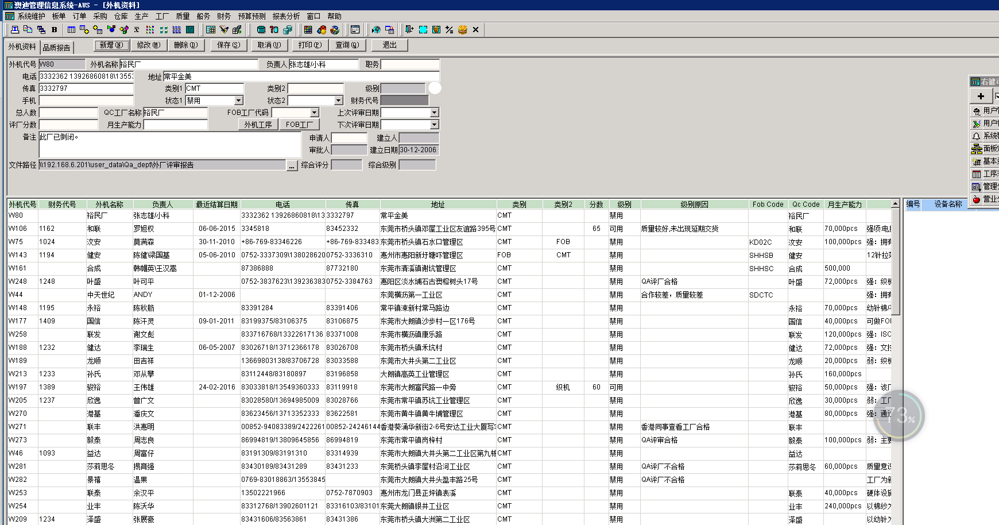 澳迪管理信息系统-AUS - [外机资料]
系统维护 板单 订单 采购 仓库 生产 工厂 质量 船务 财务 预算预测 报表分析 窗口 帮助
外机资料 品质报告 新增(N) 修改(M) 删除(D) 保存(S) 取消(U) 打印(P) 查询(Q) 退出
外机代号 W80 外机名称 裕民厂 负责人 张志雄/小科 职务
电话 3332362 13926860818\1355 地址 常平金美
传真 3332797 类别1 CMT 类别2 级别
手机 状态1 禁用 状态2 财务代号
总人数 QC工厂名称 裕民厂 FOB工厂代码 上次评审日期
评厂分数 月生产能力 外机工序 FOB工厂 下次评审日期
备注 此厂已倒闭。 申请人 建立人
审批人 建立日期 30-12-2006
文件路径 \\192.168.6.201\user_data\Qa_dept\外厂评审报告 ... 综合评分 综合级别
右键
用户
用户
系统
面板
基本
工序
管理
营业
外机代号 财务代号 外机名称 负责人 最近结算日期 电话 传真 地址 类别 类别2 分数 级别 级别原因 Fob Code Qc Code 月生产能力 编号 设备名称
W80 裕民厂 张志雄/小科 3332362 13926860818\13 3332797 常平金美 CMT 禁用 裕民厂
W106 1162 和联 罗旭权 06-06-2015 3345818 83452332 东莞市桥头镇邓屋工业区友谊路395号 CMT 65 可用 质量较好,未出现延期交货 和联 70,000pcs 强项:电
W75 1024 汶安 莫满森 30-11-2010 +86-769-83346226 +86-769-833483 东莞市桥头镇石水口管理区 CMT FOB 禁用 KD02C 汶安 100,000pcs 强：拥有
W143 1194 健安 陈健\梁国基 05-06-2010 0752-3337309\138028620 0752-3336310 惠州市惠阳新圩塘吓管理区 FOB CMT 禁用 SHHSB 健安 12针拉
W161 合成 韩帼英\王汉嵩 87386888 87732180 东莞市清溪镇谢坑管理区 CMT 禁用 SHHSC 合成 500,000
W248 1248 叶盛 叶可平 0752-3837623\139236383 0752-3384763 惠阳区淡水埔石古澳榕树头17号 CMT 禁用 QA评厂合格 叶盛 72,000pcs 强：织机
W44 中天世纪 ANDY 01-12-2006 东莞横沥第一工业区 CMT 禁用 合作较差，质量较差 SDCTC 强：拥有
W148 1195 永裕 陈秋舫 83391284 83391406 常平镇涑新村常马路边 CMT 禁用 永裕 70,000pcs 幼针棉/
W177 1409 国信 陈汗灵 09-01-2011 83199375/83106375 83106875 东莞市大朗镇沙步村一区176号 CMT 禁用 国信 40,000pcs 可做FO
W258 联发 谢文彪 833716768/13322617136 83371008 东莞市横沥镇康乐路 CMT 禁用 联发 120,000pcs 强：ISO
W188 1232 健达 李瑞生 06-05-2007 83026718/13712366178 83026708 东莞市桥头镇禾坑村 CMT 禁用 健达 72,000pcs 强：文控
W189 龙顺 田吉祥 13669803138/83706728 83033588 东莞市大井头第二工业区 CMT 禁用 龙顺 20,000pcs 弱：织机
W213 1233 孙氏 邓从攀 83112448/83180897 83196858 大朗镇高英工业管理区 CMT 禁用 孙氏 160,000pcs
W197 1389 骏裕 王伟雄 24-02-2016 83033818/13549360333 83119918 东莞市大朗富民路一中旁 CMT 织机 60 可用 骏裕 50,000pcs 强：该厂
W205 1237 欣逸 曾广文 83028580/13694985009 83028766 东莞市常平镇苏坑工业管理区 CMT 禁用 欣逸 30,000pcs 弱：工厂
W270 港基 潘庆文 83623456/13713352333 83622581 东莞市黄牛镇黄牛埔管理区 CMT 禁用 港基 80,000pcs 强：通过
W271 联丰 洪惠明 00852-94083389/2422261 00852-24246144 香港葵涌华新街2-6号安达工业大厦写 CMT 禁用 香港同事查看工厂合格 联丰
W273 毅泰 周志良 86994819/13809645856 86994819 东莞市常平镇岗梓村 CMT 禁用 QA评审合格 毅泰 100,000pcs 弱：主要
W46 1093 益达 周富仔 83191309/83191310 83314939 东莞市大朗镇大井头第二工业区第九栋 CMT 禁用 益达
W281 莎莉思冬 揭育强 83430189/83431289 83431233 东莞桥头镇李屋村沿河工业区 CMT 禁用 QA评厂不合格 莎莉思冬 60,000pcs 质量意识
W282 景禧 温果 0769-83018863/13553845 东莞市大朗镇大井头盈丰路25号 CMT 禁用 QA评厂不合格 工厂为新
W253 联泰 余汉平 13502221966 0752-7870903 惠州市龙门县正坪镇表溪 CMT 禁用 联泰 40,000pcs 硬体设施
W254 业丰 陈沃华 83312768/13902601121 83316103/83101 东莞大朗镇银井工业区 CMT 禁用 业丰 240,000pcs 以棉纱为
W209 1234 泽盛 张展豪 83431606/83563861 83431386 东莞市大朗镇大洲第二工业区 CMT 禁用 泽盛 以幼针为
73%